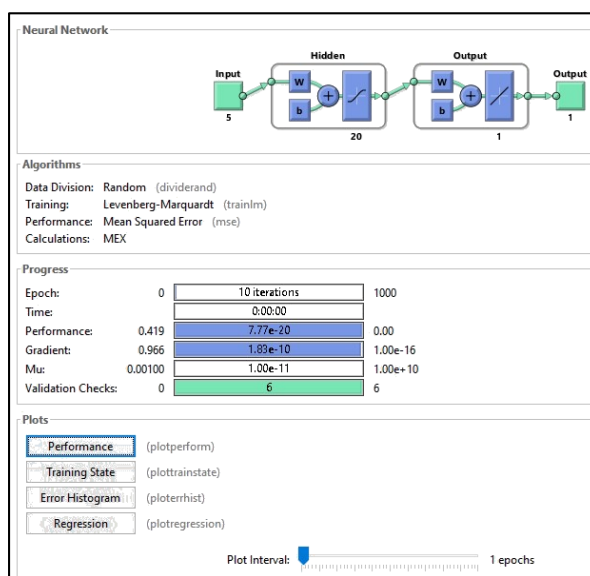 Neural Network
Hidden Output
Input Output
W W
b b
5 20 1 1
Algorithms
Data Division: Random (dividerand)
Training: Levenberg-Marquardt (trainlm)
Performance: Mean Squared Error (mse)
Calculations: MEX
Progress
Epoch: 0 10 iterations 1000
Time: 0:00:00
Performance: 0.419 7.77e-20 0.00
Gradient: 0.966 1.83e-10 1.00e-16
Mu: 0.00100 1.00e-11 1.00e+10
Validation Checks: 0 6 6
Plots
Performance (plotperform)
Training State (plottrainstate)
Error Histogram (ploterrhist)
Regression (plotregression)
Plot Interval: 1 epochs